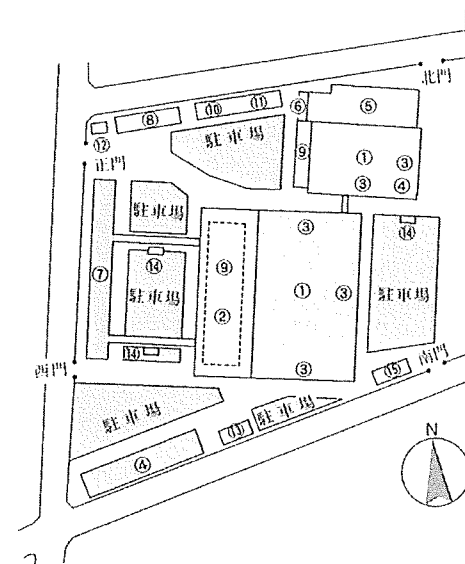 北門
⑥ ⑤
⑧ ⑩ ⑪
⑫ 駐車場 ⑨ ① ③
正門 ③ ④
駐車場 ③ ⑭
⑭ ⑨
⑦ 駐車場 ② ① ③ 駐車場
⑭
西門 ③ ⑮ 南門
駐車場 ⑬ 駐車場
④
N